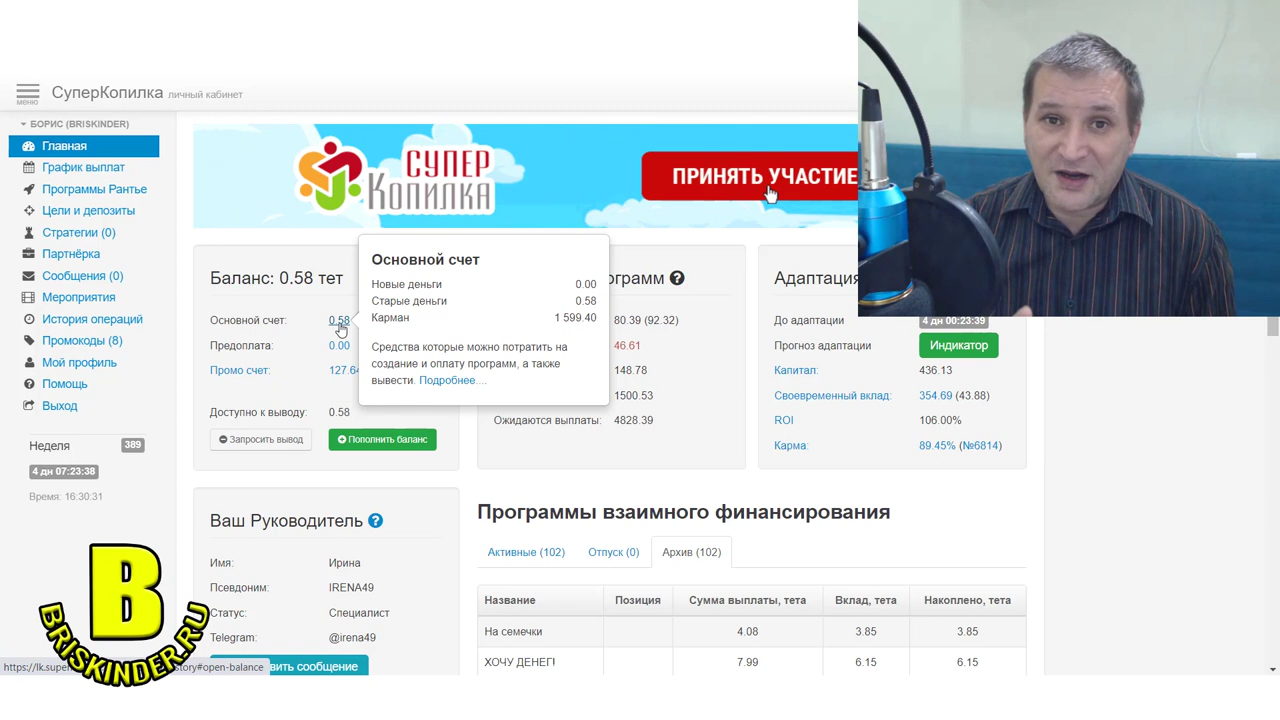 меню
СуперКопилка личный кабинет
БОРИС (BRISKINDER)
Главная
График выплат
Программы Рантье
Цели и депозиты
Стратегии (0)
Партнёрка
Сообщения (0)
Мероприятия
История операций
Промокоды (8)
Мой профиль
Помощь
Выход
Неделя 389
4 дн 07:23:38
Время: 16:30:31
СУПЕР
КОПИЛКА
ПРИНЯТЬ УЧАСТИЕ
Баланс: 0.58 тет
Основной счет: 0.58
Предоплата: 0.00
Промо счет: 127.64
Доступно к выводу: 0.58
Запросить вывод
Пополнить баланс
Основной счет
Новые деньги 0.00
Старые деньги 0.58
Карман 1 599.40
Средства которые можно потратить на
создание и оплату программ, а также
вывести. Подробнее....
80.39 (92.32)
46.61
148.78
1500.53
Ожидаются выплаты: 4828.39
До адаптации 4 дн 00:23:39
Прогноз адаптации Индикатор
Капитал: 436.13
Своевременный вклад: 354.69 (43.88)
ROI 106.00%
Карма: 89.45% (№6814)
Ваш Руководитель
Имя: Ирина
Псевдоним: IRENA49
Статус: Специалист
Telegram: @irena49
сообщение
Программы взаимного финансирования
Активные (102) Отпуск (0) Архив (102)
Название Позиция Сумма выплаты, тета Вклад, тета Накоплено, тета
На семечки 4.08 3.85 3.85
ХОЧУ ДЕНЕГ! 7.99 6.15 6.15
B
BRISKINDER.RU